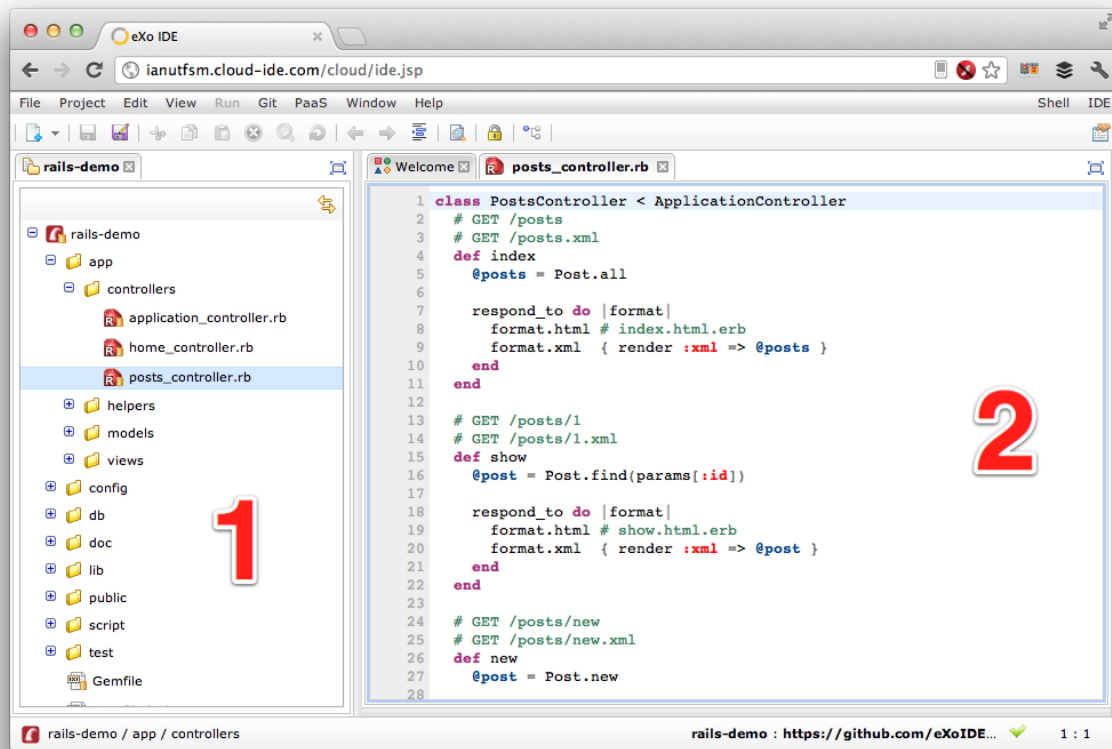 eXo IDE
ianutfsm.cloud-ide.com/cloud/ide.jsp
File Project Edit View Run Git PaaS Window Help Shell IDE
rails-demo
Welcome posts_controller.rb
rails-demo
app
controllers
application_controller.rb
home_controller.rb
posts_controller.rb
helpers
models
views
config
db
doc
lib
public
script
test
Gemfile
1
1 class PostsController < ApplicationController
2 # GET /posts
3 # GET /posts.xml
4 def index
5 @posts = Post.all
6
7 respond_to do |format|
8 format.html # index.html.erb
9 format.xml { render :xml => @posts }
10 end
11 end
12
13 # GET /posts/1
14 # GET /posts/1.xml
15 def show
16 @post = Post.find(params[:id])
17
18 respond_to do |format|
19 format.html # show.html.erb
20 format.xml { render :xml => @post }
21 end
22 end
23
24 # GET /posts/new
25 # GET /posts/new.xml
26 def new
27 @post = Post.new
28
2
rails-demo / app / controllers
rails-demo : https://github.com/eXoIDE... 1 : 1